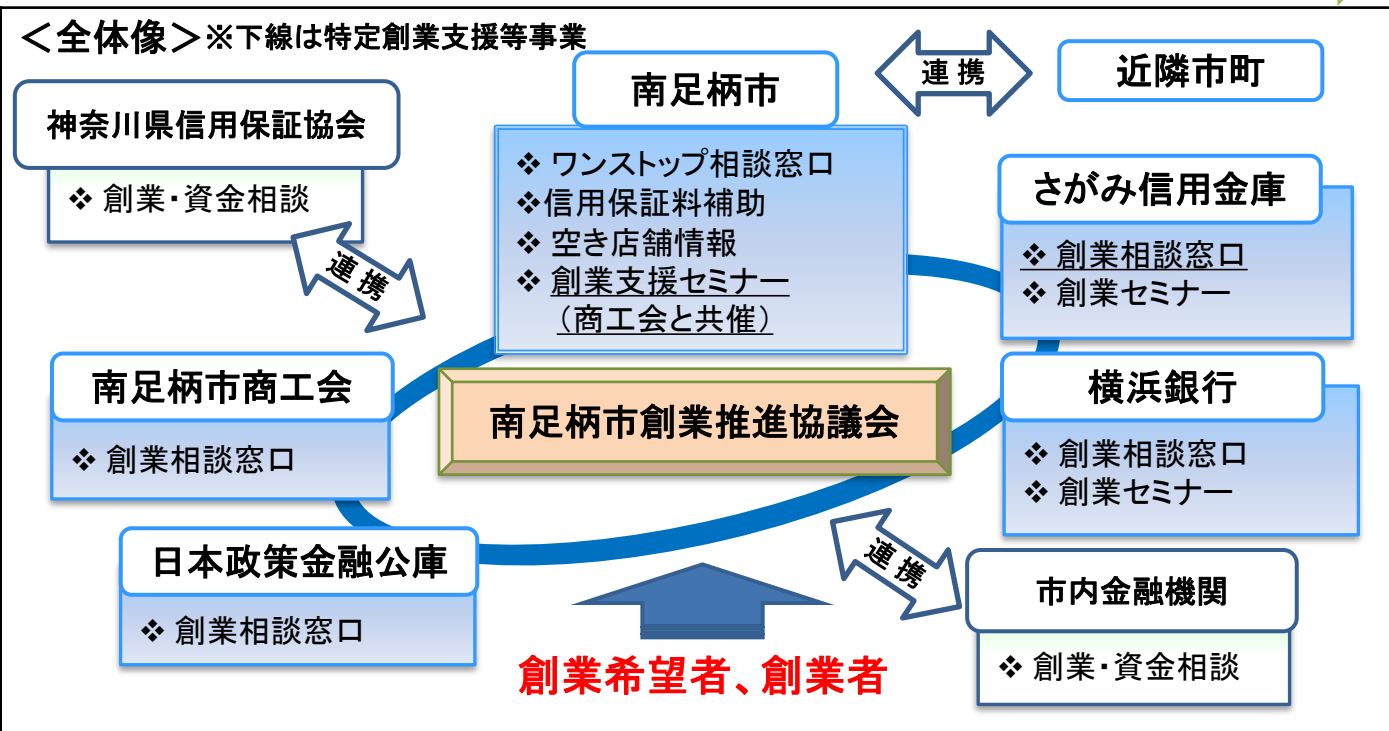 ＜全体像＞※下線は特定創業支援等事業
南足柄市
連携
近隣市町
神奈川県信用保証協会
❖ 創業・資金相談
連携
❖ ワンストップ相談窓口
❖信用保証料補助
❖ 空き店舗情報
❖ 創業支援セミナー
（商工会と共催）
さがみ信用金庫
❖ 創業相談窓口
❖ 創業セミナー
南足柄市商工会
❖ 創業相談窓口
南足柄市創業推進協議会
横浜銀行
❖ 創業相談窓口
❖ 創業セミナー
日本政策金融公庫
❖ 創業相談窓口
連携
市内金融機関
❖ 創業・資金相談
創業希望者、創業者